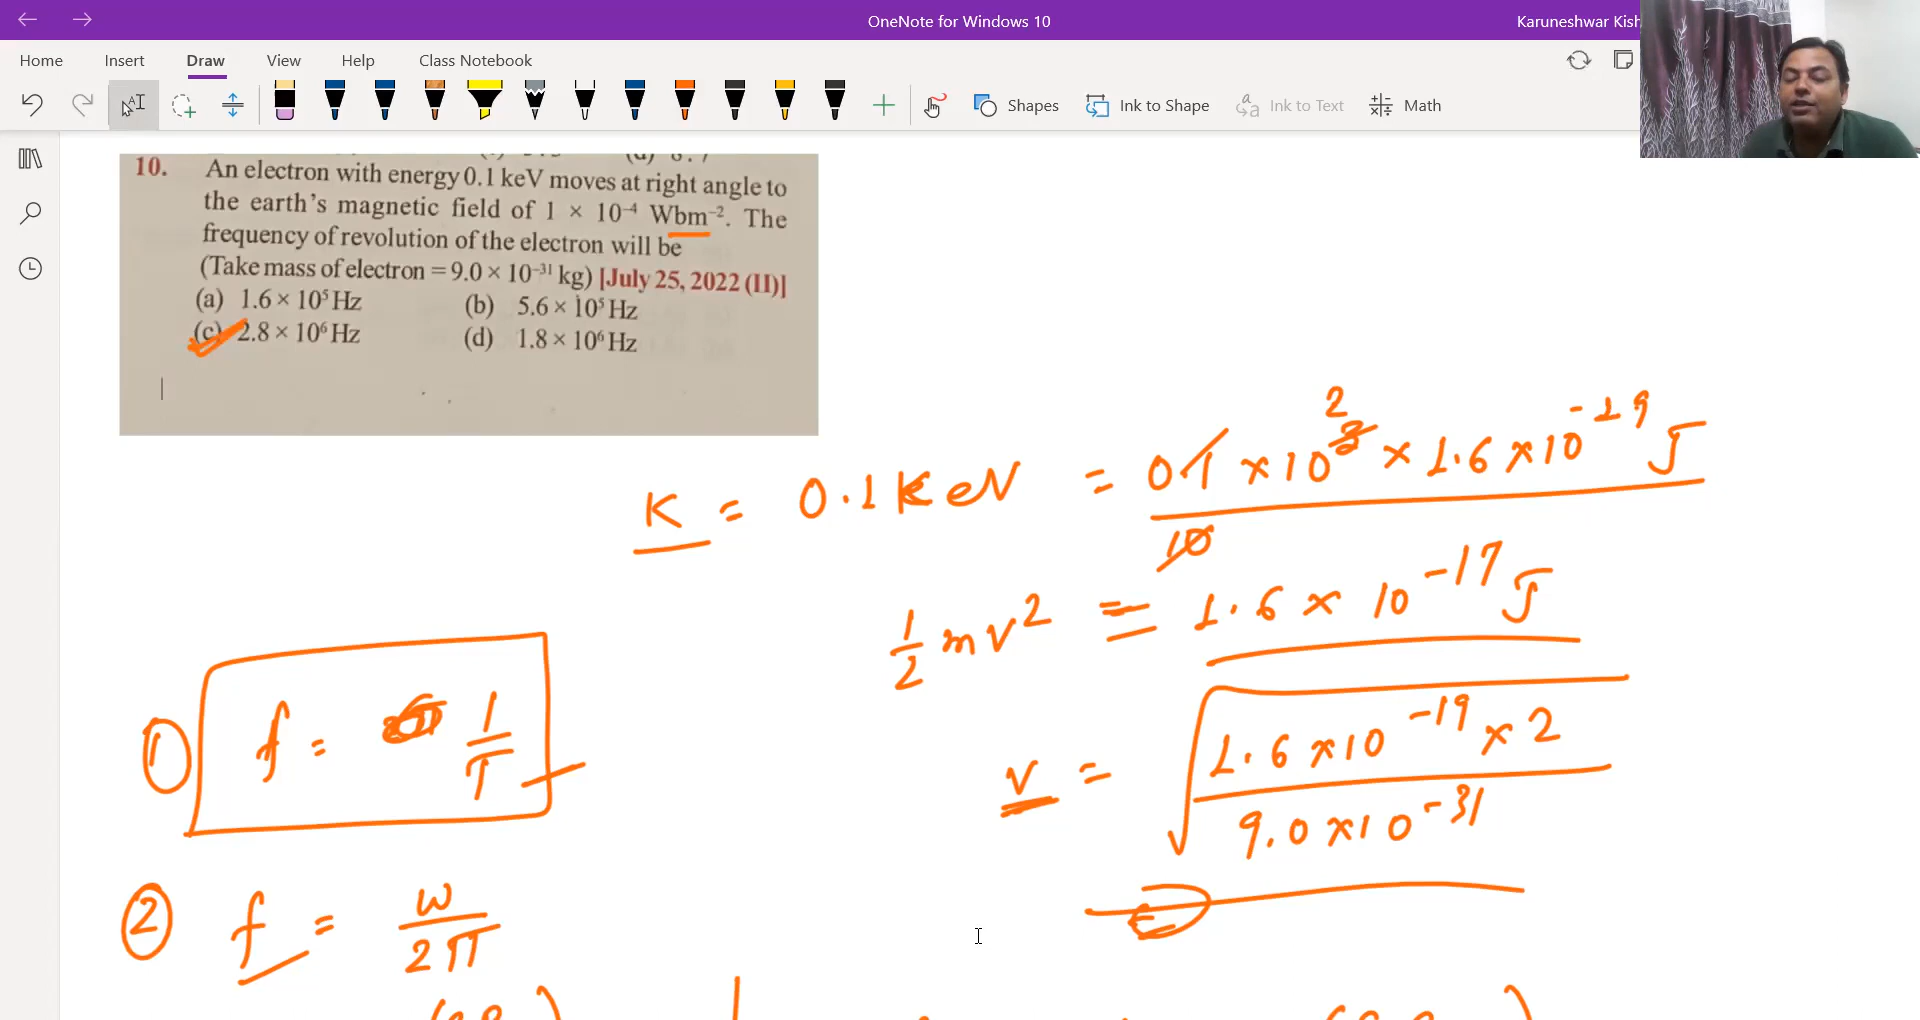 OneNote for Windows 10
Karuneshwar Kish
Home Insert Draw View Help Class Notebook
Shapes Ink to Shape Ink to Text Math
10. An electron with energy 0.1 keV moves at right angle to
the earth's magnetic field of 1 × 10⁻⁴ Wbm⁻². The
frequency of revolution of the electron will be
(Take mass of electron = 9.0 × 10⁻³¹ kg) [July 25, 2022 (II)]
(a) 1.6 × 10⁵ Hz (b) 5.6 × 10⁵ Hz
(c) 2.8 × 10⁶ Hz (d) 1.8 × 10⁶ Hz
K = 0.1 KeV = 01 × 10² × 1.6 × 10⁻¹⁹ J
10
1/2 mv² = 1.6 × 10⁻¹⁷ J
v = √(1.6 × 10⁻¹⁹ × 2 / 9.0 × 10⁻³¹)
① f = 1/T
② f = ω/2π